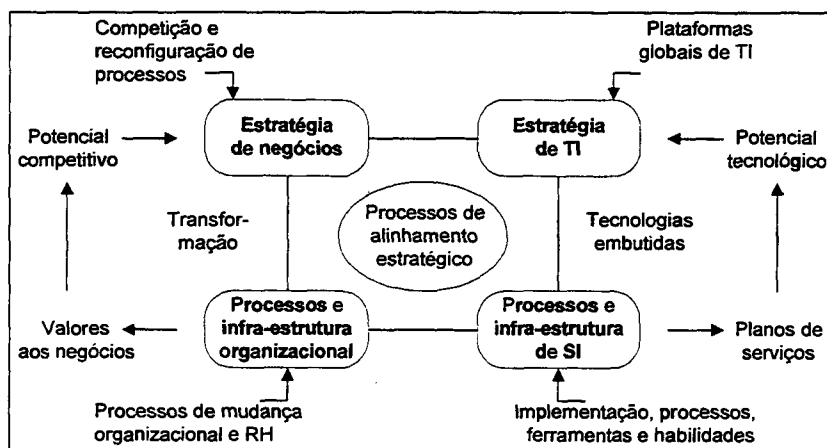 Competição e
reconfiguração de
processos
Plataformas
globais de TI
Potencial
competitivo
Estratégia
de negócios
Estratégia
de TI
Potencial
tecnológico
Transfor-
mação
Processos de
alinhamento
estratégico
Tecnologias
embutidas
Valores
aos negócios
Processos e
infra-estrutura
organizacional
Processos e
infra-estrutura
de SI
Planos de
serviços
Processos de mudança
organizacional e RH
Implementação, processos,
ferramentas e habilidades